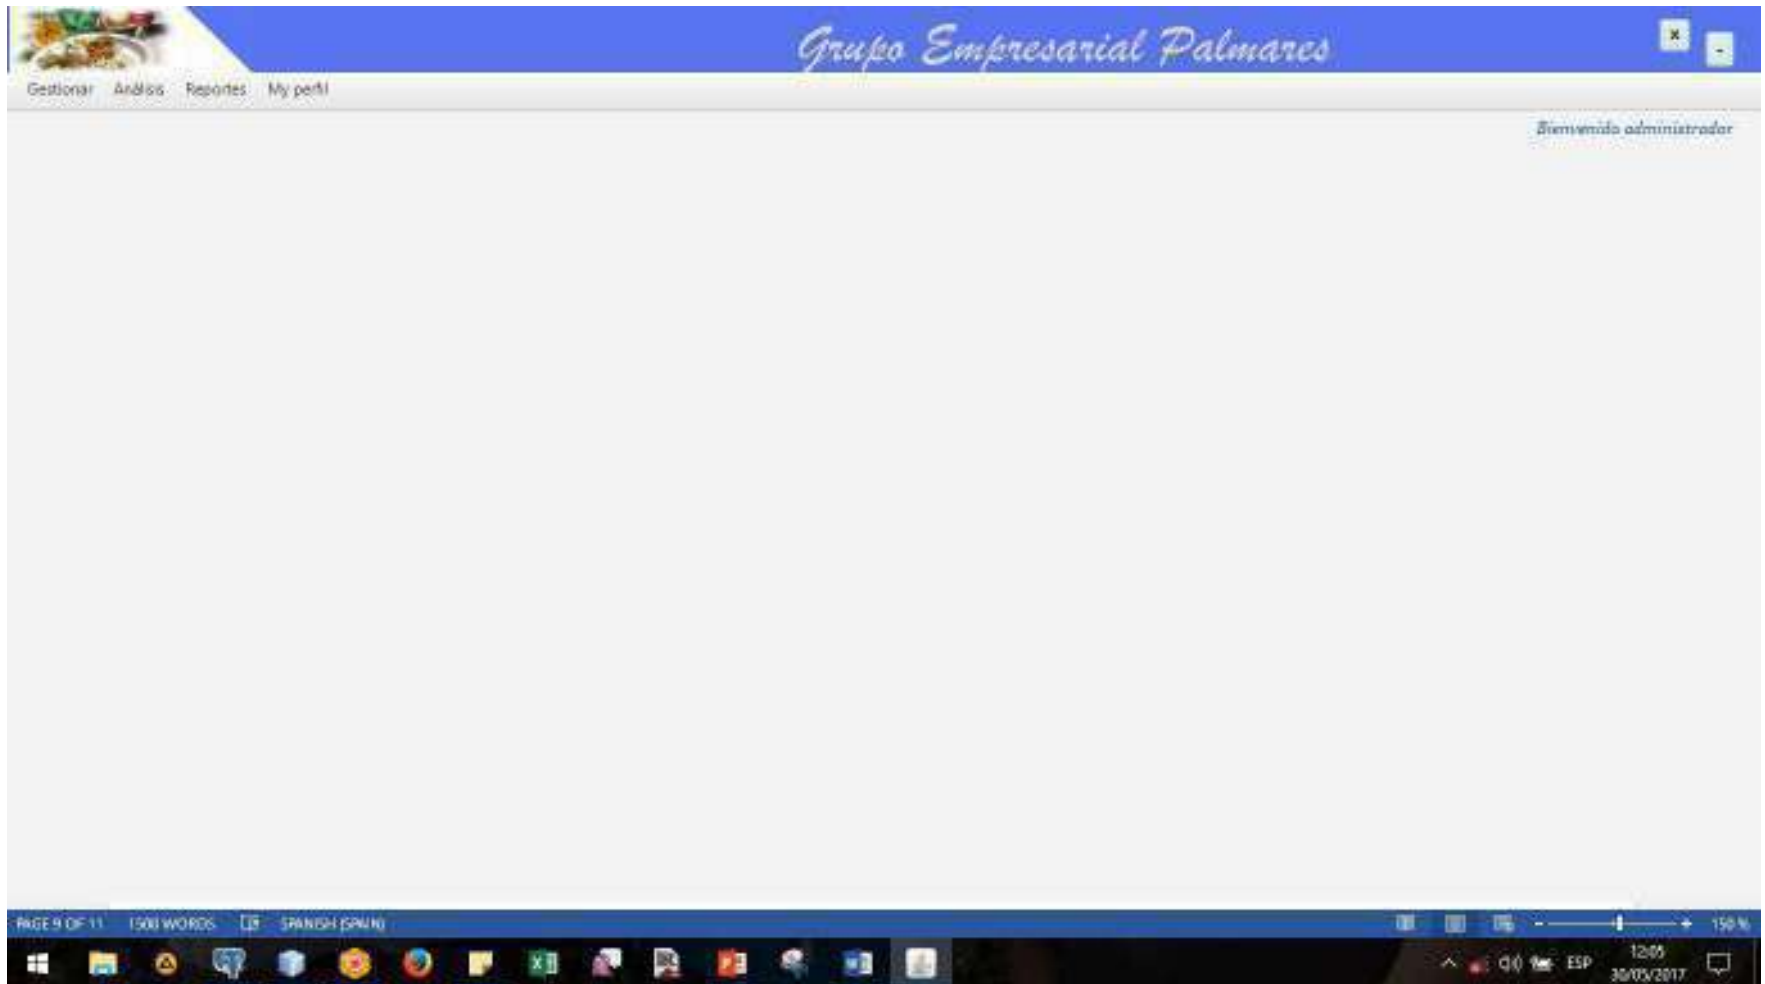 Grupo Empresarial Palmares
x
-
Gestionar Análisis Reportes My perfil
Bienvenido administrador
PAGE 9 OF 11 1500 WORDS SPANISH (SPAIN) - + 150 %
ESP 12:05
30/05/2017